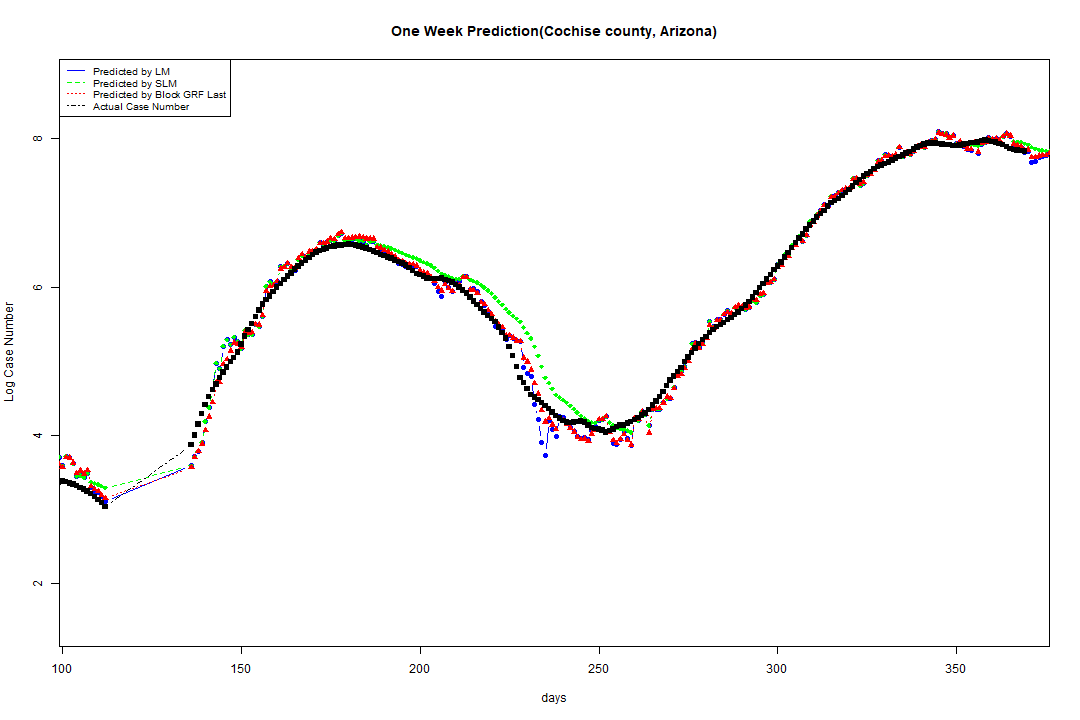 One Week Prediction(Cochise county, Arizona)
Predicted by LM
Predicted by SLM
Predicted by Block GRF Last
Actual Case Number
Log Case Number
8
6
4
2
100 150 200 250 300 350
days